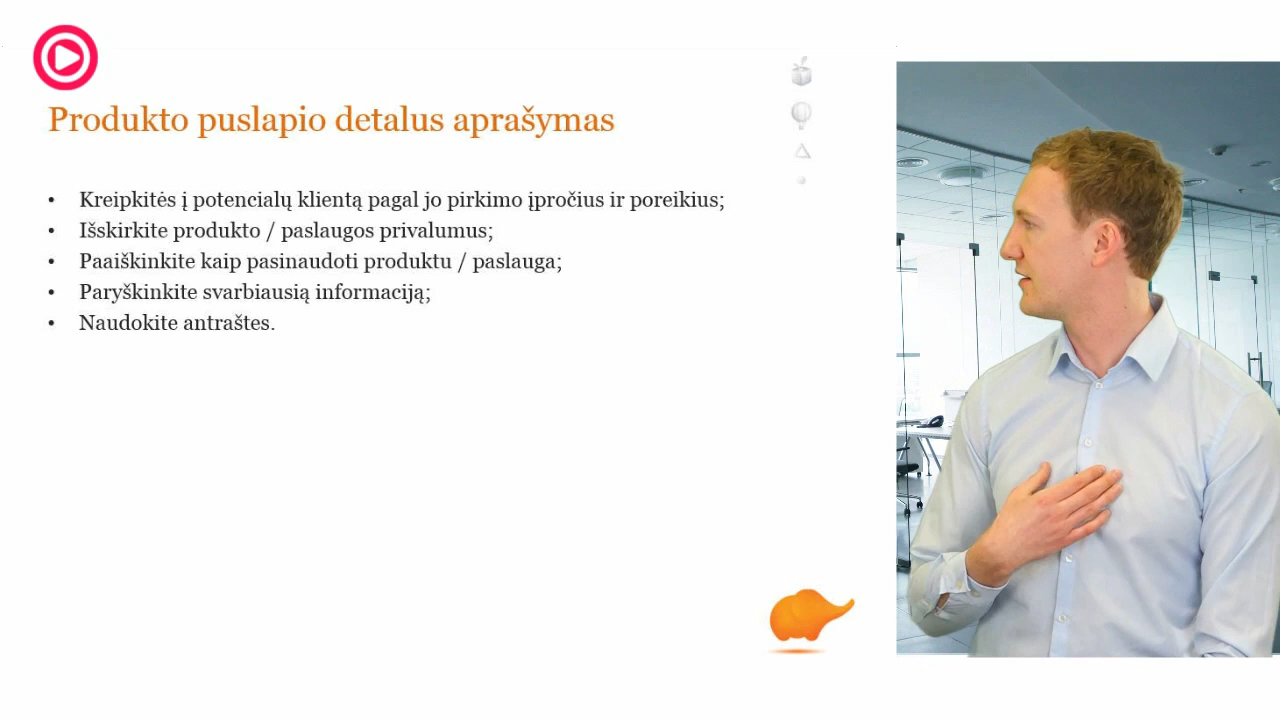 Produkto puslapio detalus aprašymas
• Kreipkitės į potencialų klientą pagal jo pirkimo įpročius ir poreikius;
• Išskirkite produkto / paslaugos privalumus;
• Paaiškinkite kaip pasinaudoti produktu / paslauga;
• Paryškinkite svarbiausią informaciją;
• Naudokite antraštes.